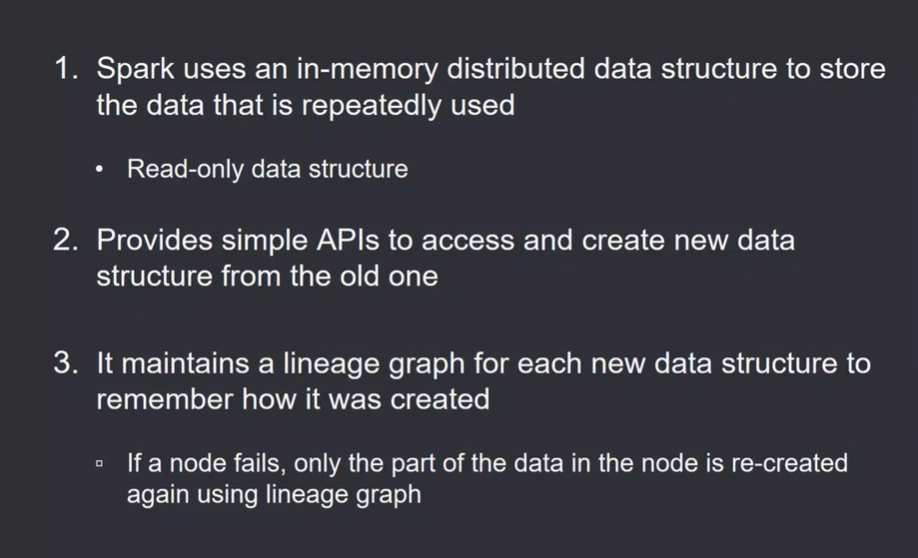 1. Spark uses an in-memory distributed data structure to store
the data that is repeatedly used
• Read-only data structure
2. Provides simple APIs to access and create new data
structure from the old one
3. It maintains a lineage graph for each new data structure to
remember how it was created
▫ If a node fails, only the part of the data in the node is re-created
again using lineage graph